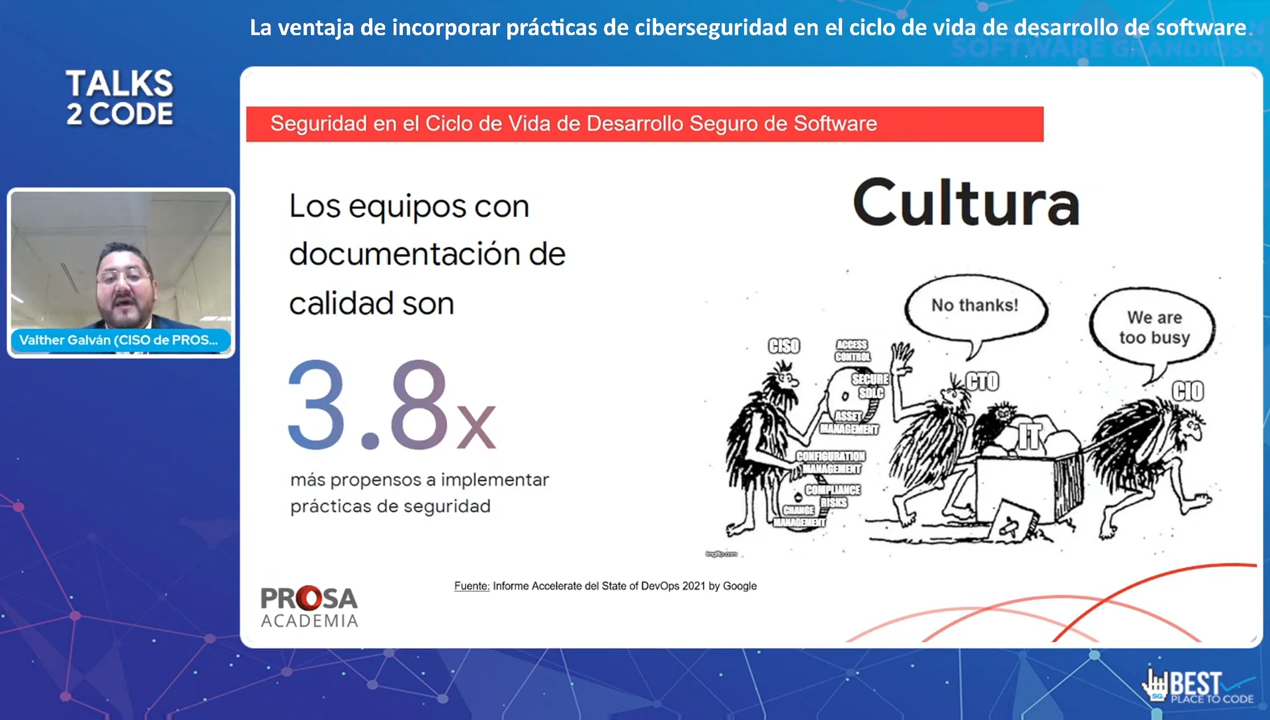 La ventaja de incorporar prácticas de ciberseguridad en el ciclo de vida de desarrollo de software
SOFTWARE GRANDIOSO
TALKS
2 CODE
Seguridad en el Ciclo de Vida de Desarrollo Seguro de Software
Los equipos con
documentación de
calidad son
3.8x
más propensos a implementar
prácticas de seguridad
Cultura
No thanks!
We are
too busy
CISO
ACCESS
CONTROL
SECURE
SDLC
ASSET
MANAGEMENT
CONFIGURATION
MANAGEMENT
COMPLIANCE
RISKS
CHANGE
MANAGEMENT
CTO
IT
CIO
imgflip.com
Valther Galván (CISO de PROS...
Fuente: Informe Accelerate del State of DevOps 2021 by Google
PROSA
ACADEMIA
SG
BEST
PLACE TO CODE